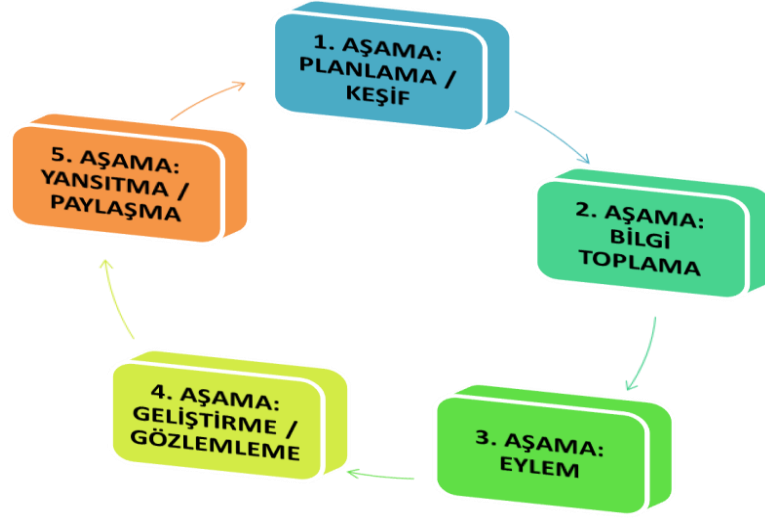 1. AŞAMA:
PLANLAMA /
KEŞİF
2. AŞAMA:
BİLGİ
TOPLAMA
3. AŞAMA:
EYLEM
4. AŞAMA:
GELİŞTİRME /
GÖZLEMLEME
5. AŞAMA:
YANSITMA /
PAYLAŞMA